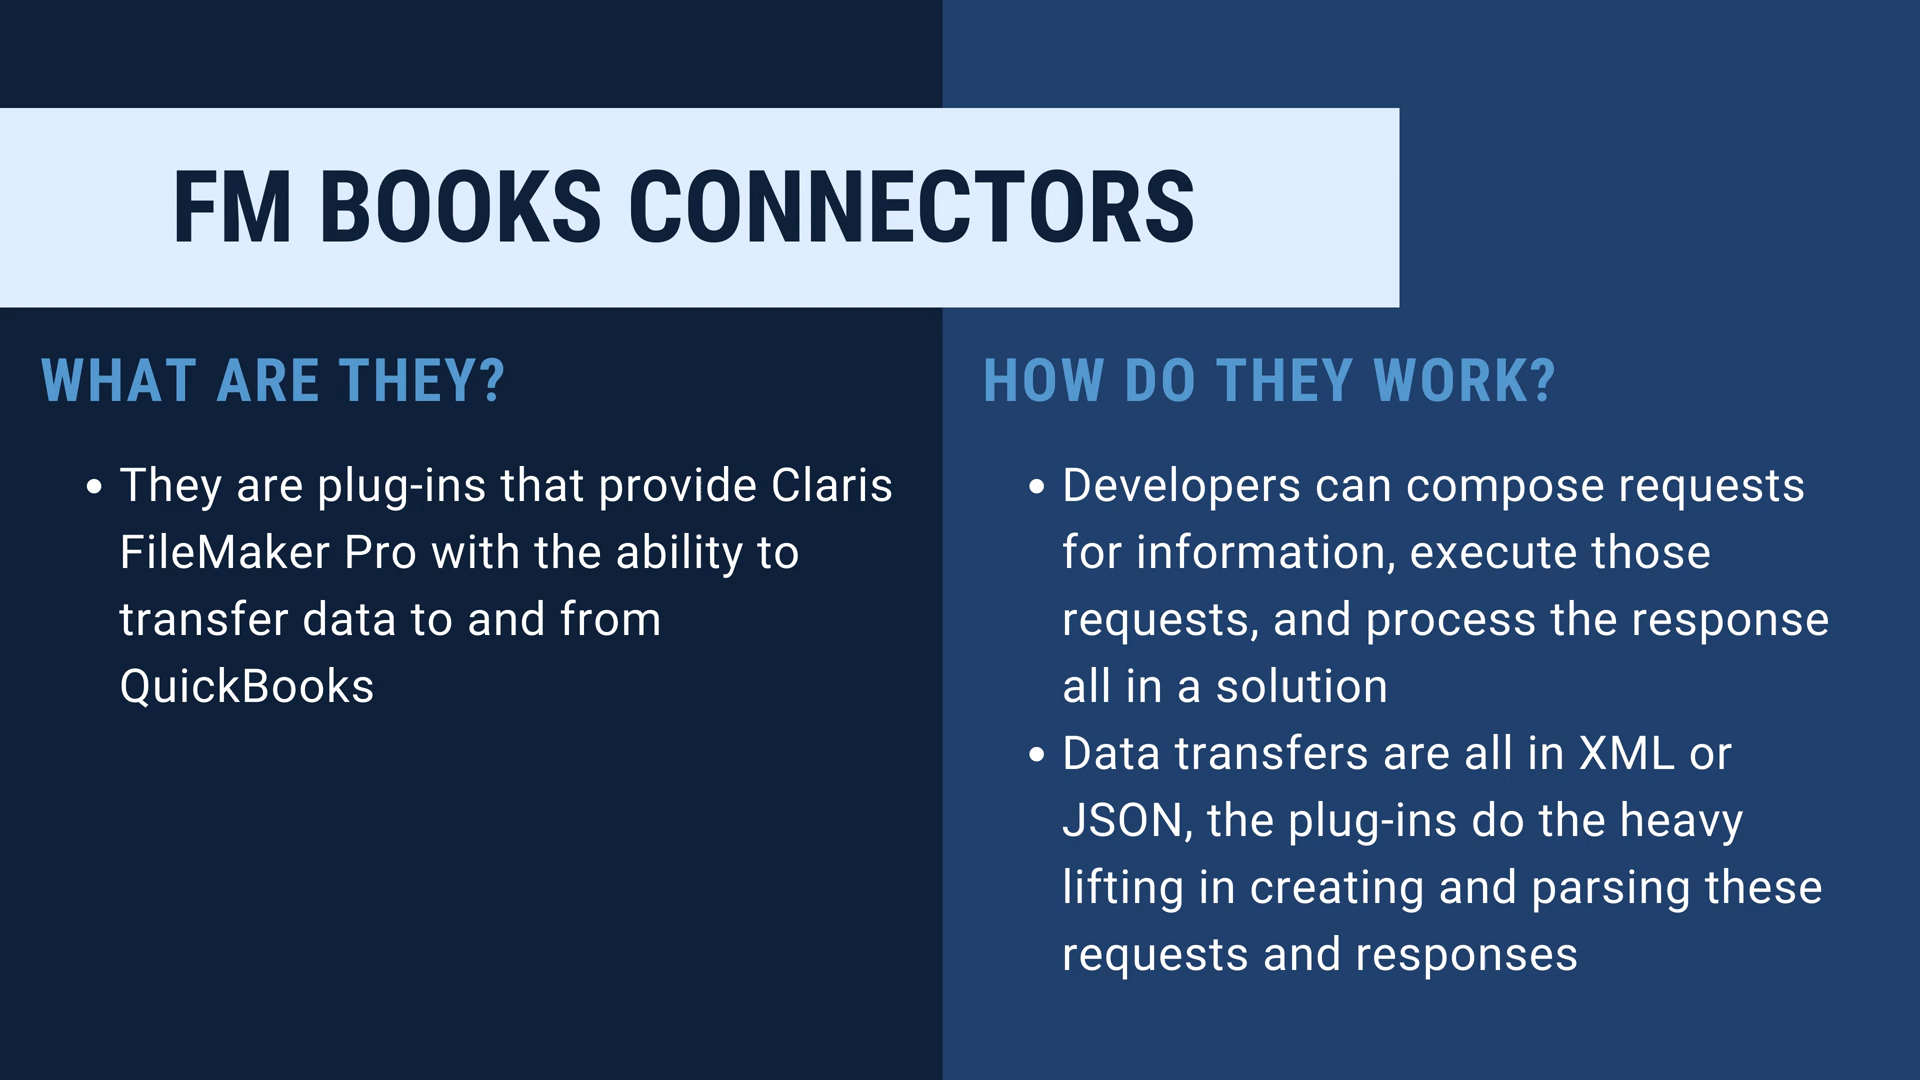 FM BOOKS CONNECTORS
WHAT ARE THEY?
• They are plug-ins that provide Claris
FileMaker Pro with the ability to
transfer data to and from
QuickBooks
HOW DO THEY WORK?
• Developers can compose requests
for information, execute those
requests, and process the response
all in a solution
• Data transfers are all in XML or
JSON, the plug-ins do the heavy
lifting in creating and parsing these
requests and responses